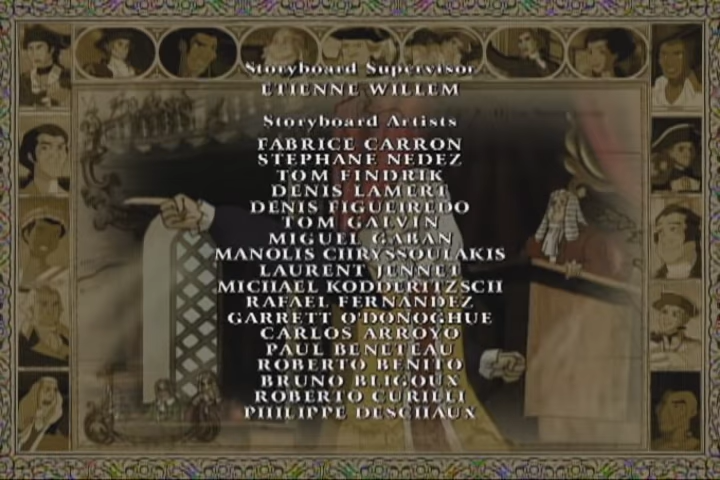 Storyboard Supervisor
ETIENNE WILLEM
Storyboard Artists
FABRICE CARRON
STEPHANE NEDEZ
TOM FINDRIK
DENIS LAMERT
DENIS FIGUEIREDO
TOM GALVIN
MIGUEL GABAN
MANOLIS CHRYSSOULAKIS
LAURENT JENNET
MICHAEL KODDERITZSCH
RAFAEL FERNANDEZ
GARRETT O'DONOGHUE
CARLOS ARROYO
PAUL BENETEAU
ROBERTO BENITO
BRUNO BLIGOUX
ROBERTO CURILLI
PHILIPPE DESCHAUX